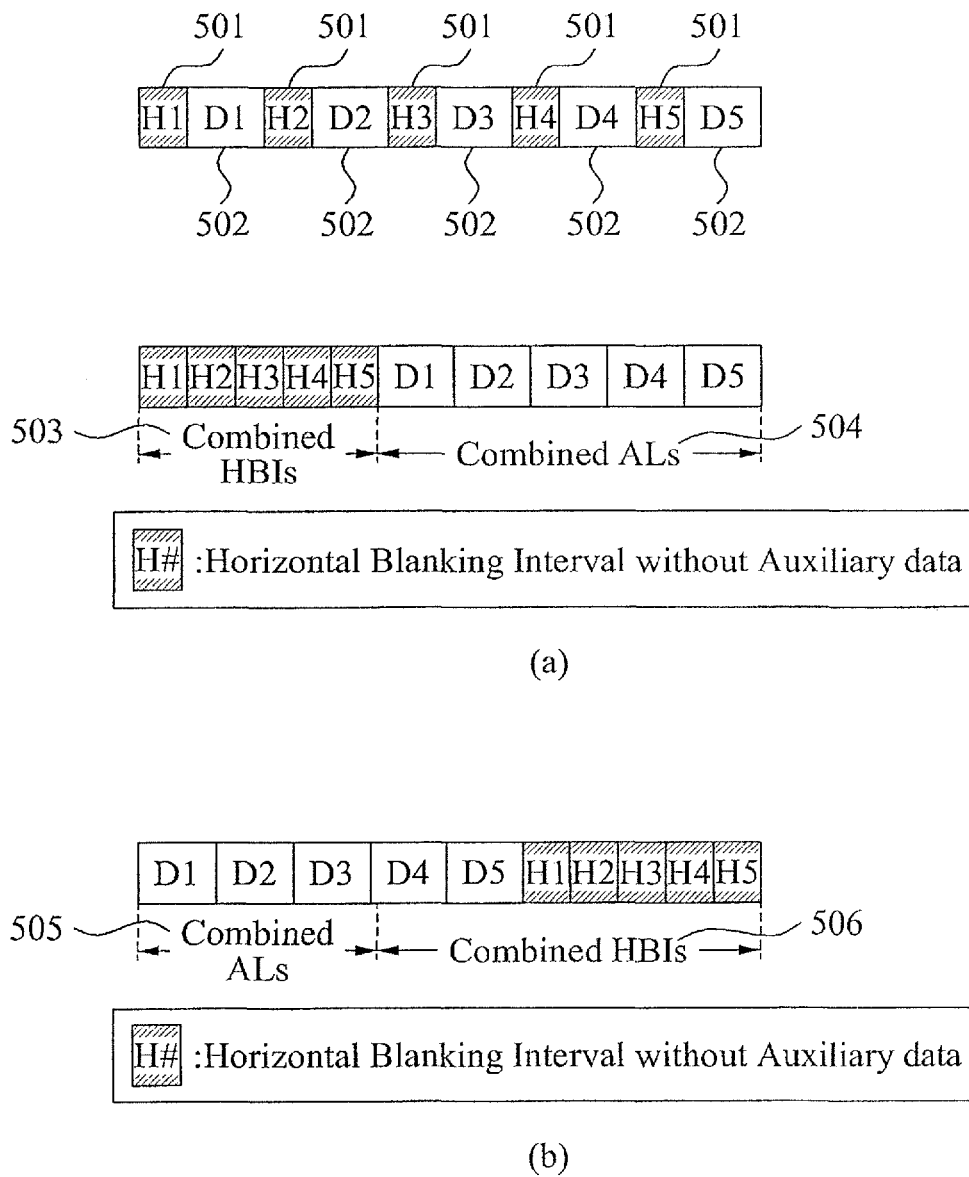 501 501 501 501 501
H1 D1 H2 D2 H3 D3 H4 D4 H5 D5
502 502 502 502 502
H1 H2 H3 H4 H5 D1 D2 D3 D4 D5
503 Combined HBIs Combined ALs 504
H# :Horizontal Blanking Interval without Auxiliary data
(a)
D1 D2 D3 D4 D5 H1 H2 H3 H4 H5
505 Combined ALs Combined HBIs 506
H# :Horizontal Blanking Interval without Auxiliary data
(b)